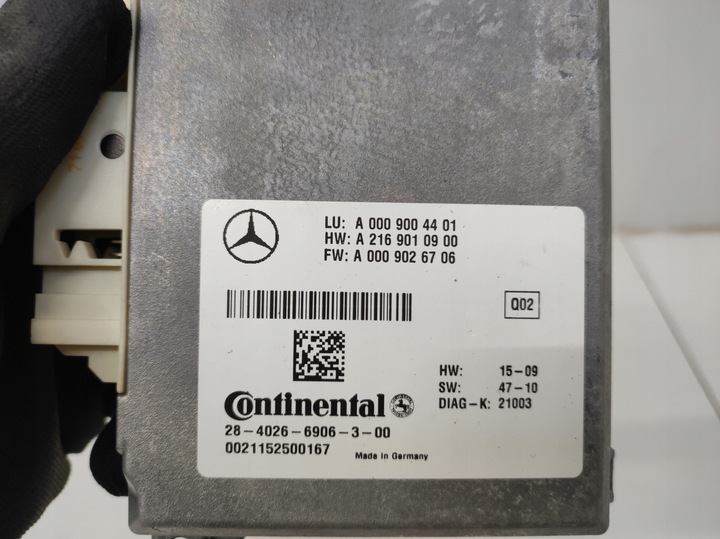 LU: A 000 900 44 01
HW: A 216 901 09 00
FW: A 000 902 67 06
Q02
HW: 15-09
SW: 47-10
DIAG-K: 21003
Continental
28-4026-6906-3-00
0021152500167
Made in Germany